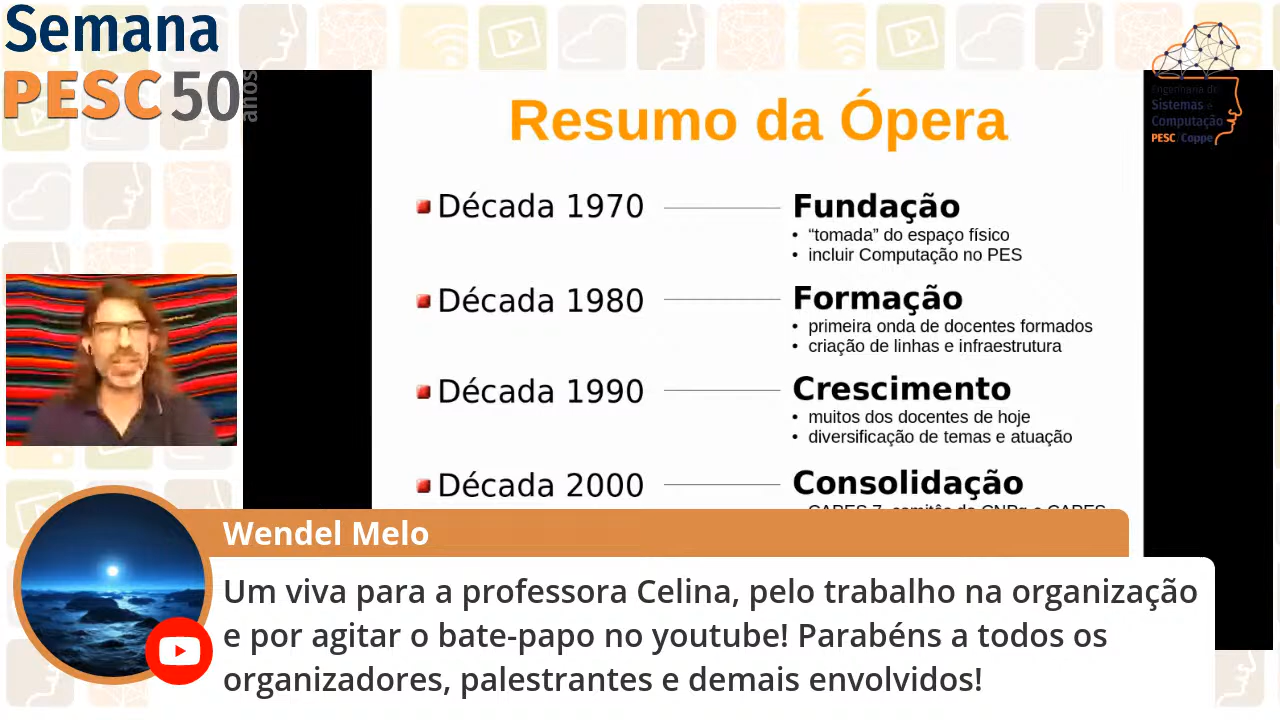 Semana
PESC 50 anos
Engenharia de
Sistemas e
Computação
PESC / Coppe
Resumo da Ópera
Década 1970
Fundação
• “tomada” do espaço físico
• incluir Computação no PES
Década 1980
Formação
• primeira onda de docentes formados
• criação de linhas e infraestrutura
Década 1990
Crescimento
• muitos dos docentes de hoje
• diversificação de temas e atuação
Década 2000
Consolidação
Wendel Melo
Um viva para a professora Celina, pelo trabalho na organização
e por agitar o bate-papo no youtube! Parabéns a todos os
organizadores, palestrantes e demais envolvidos!